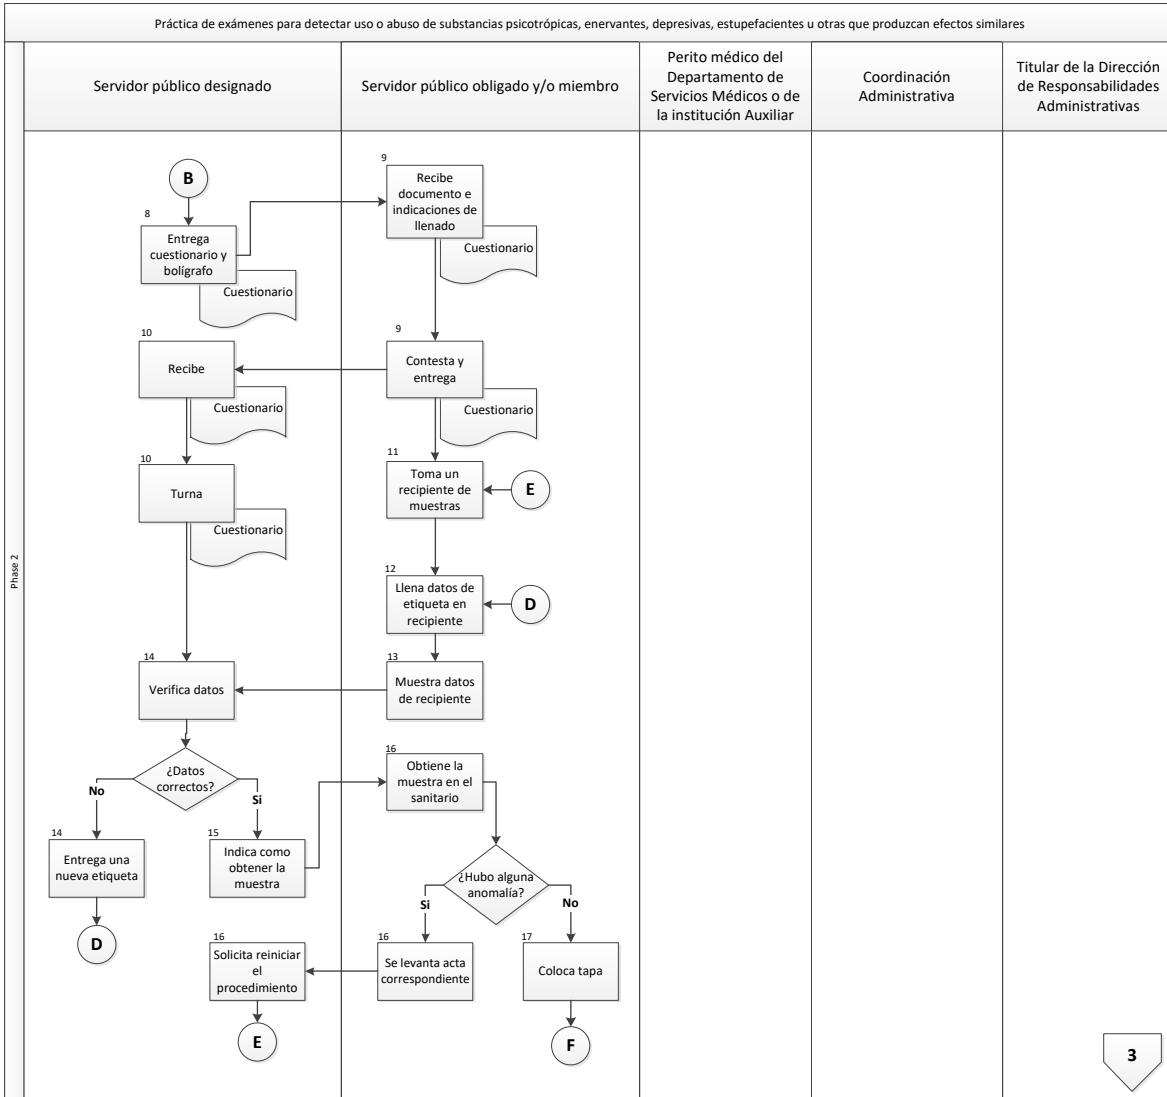 Práctica de exámenes para detectar uso o abuso de substancias psicotrópicas, enervantes, depresivas, estupefacientes u otras que produzcan efectos similares
Servidor público designado
Servidor público obligado y/o miembro
Perito médico del
Departamento de
Servicios Médicos o de
la institución Auxiliar
Coordinación
Administrativa
Titular de la Dirección
de Responsabilidades
Administrativas
Phase 2
B
8
Entrega
cuestionario y
bolígrafo
Cuestionario
9
Recibe
documento e
indicaciones de
llenado
Cuestionario
10
Recibe
Cuestionario
9
Contesta y
entrega
Cuestionario
10
Turna
Cuestionario
11
Toma un
recipiente de
muestras
E
12
Llena datos de
etiqueta en
recipiente
D
14
Verifica datos
13
Muestra datos
de recipiente
¿Datos
correctos?
No
Si
14
Entrega una
nueva etiqueta
D
15
Indica como
obtener la
muestra
16
Obtiene la
muestra en el
sanitario
¿Hubo alguna
anomalía?
Si
No
16
Solicita reiniciar
el
procedimiento
E
16
Se levanta acta
correspondiente
17
Coloca tapa
F
3